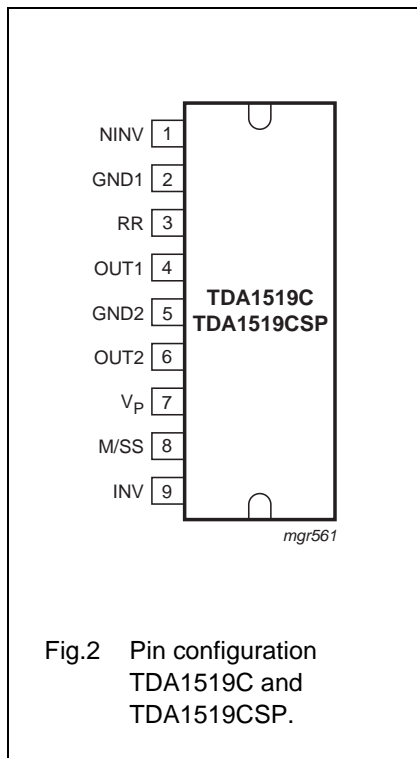 NINV 1
GND1 2
RR 3
OUT1 4
GND2 5
OUT2 6
VP 7
M/SS 8
INV 9
TDA1519C
TDA1519CSP
mgr561
Fig.2 Pin configuration
TDA1519C and
TDA1519CSP.